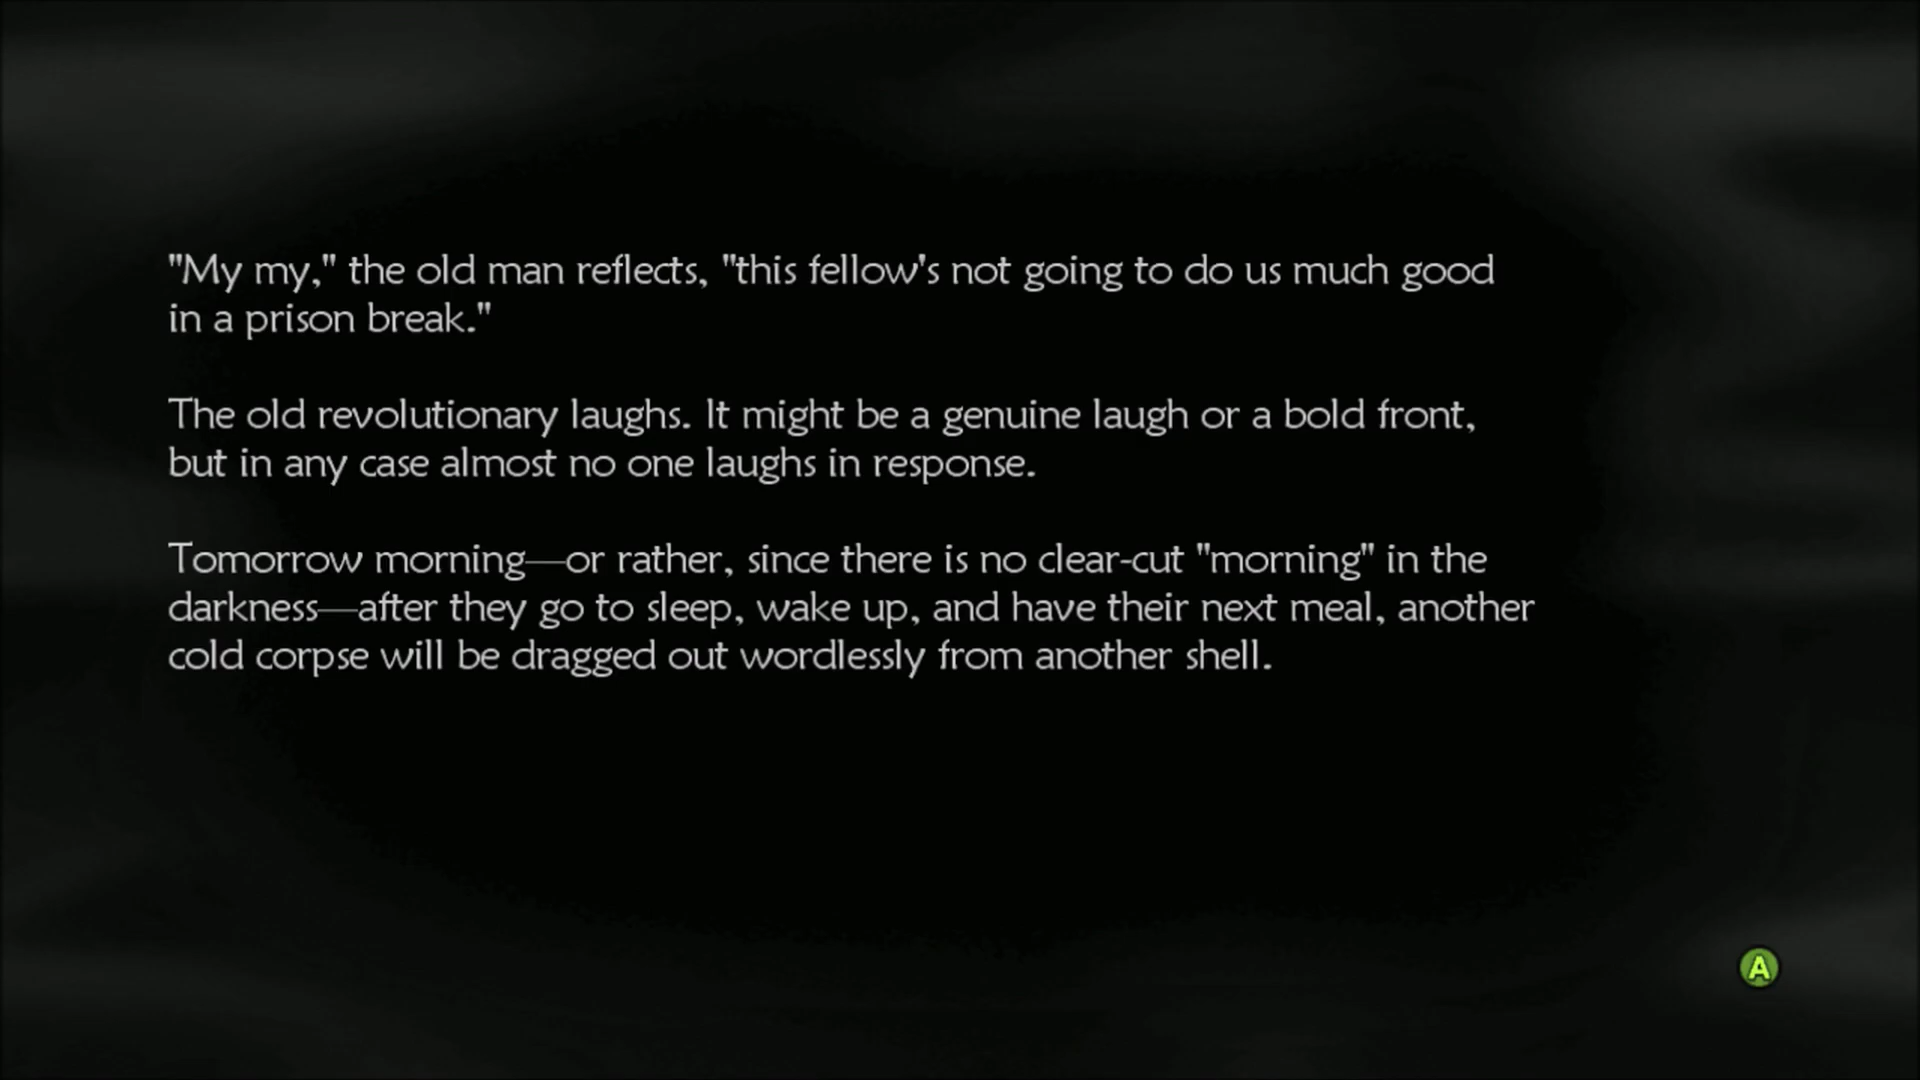 "My my," the old man reflects, "this fellow's not going to do us much good
in a prison break."
The old revolutionary laughs. It might be a genuine laugh or a bold front,
but in any case almost no one laughs in response.
Tomorrow morning—or rather, since there is no clear-cut "morning" in the
darkness—after they go to sleep, wake up, and have their next meal, another
cold corpse will be dragged out wordlessly from another shell.
A